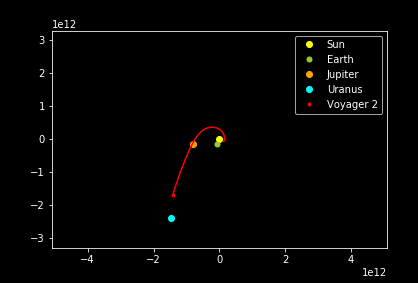 1e12
3
2
1
0
−1
−2
−3
−4
−2
0
2
4
1e12
Sun
Earth
Jupiter
Uranus
Voyager 2